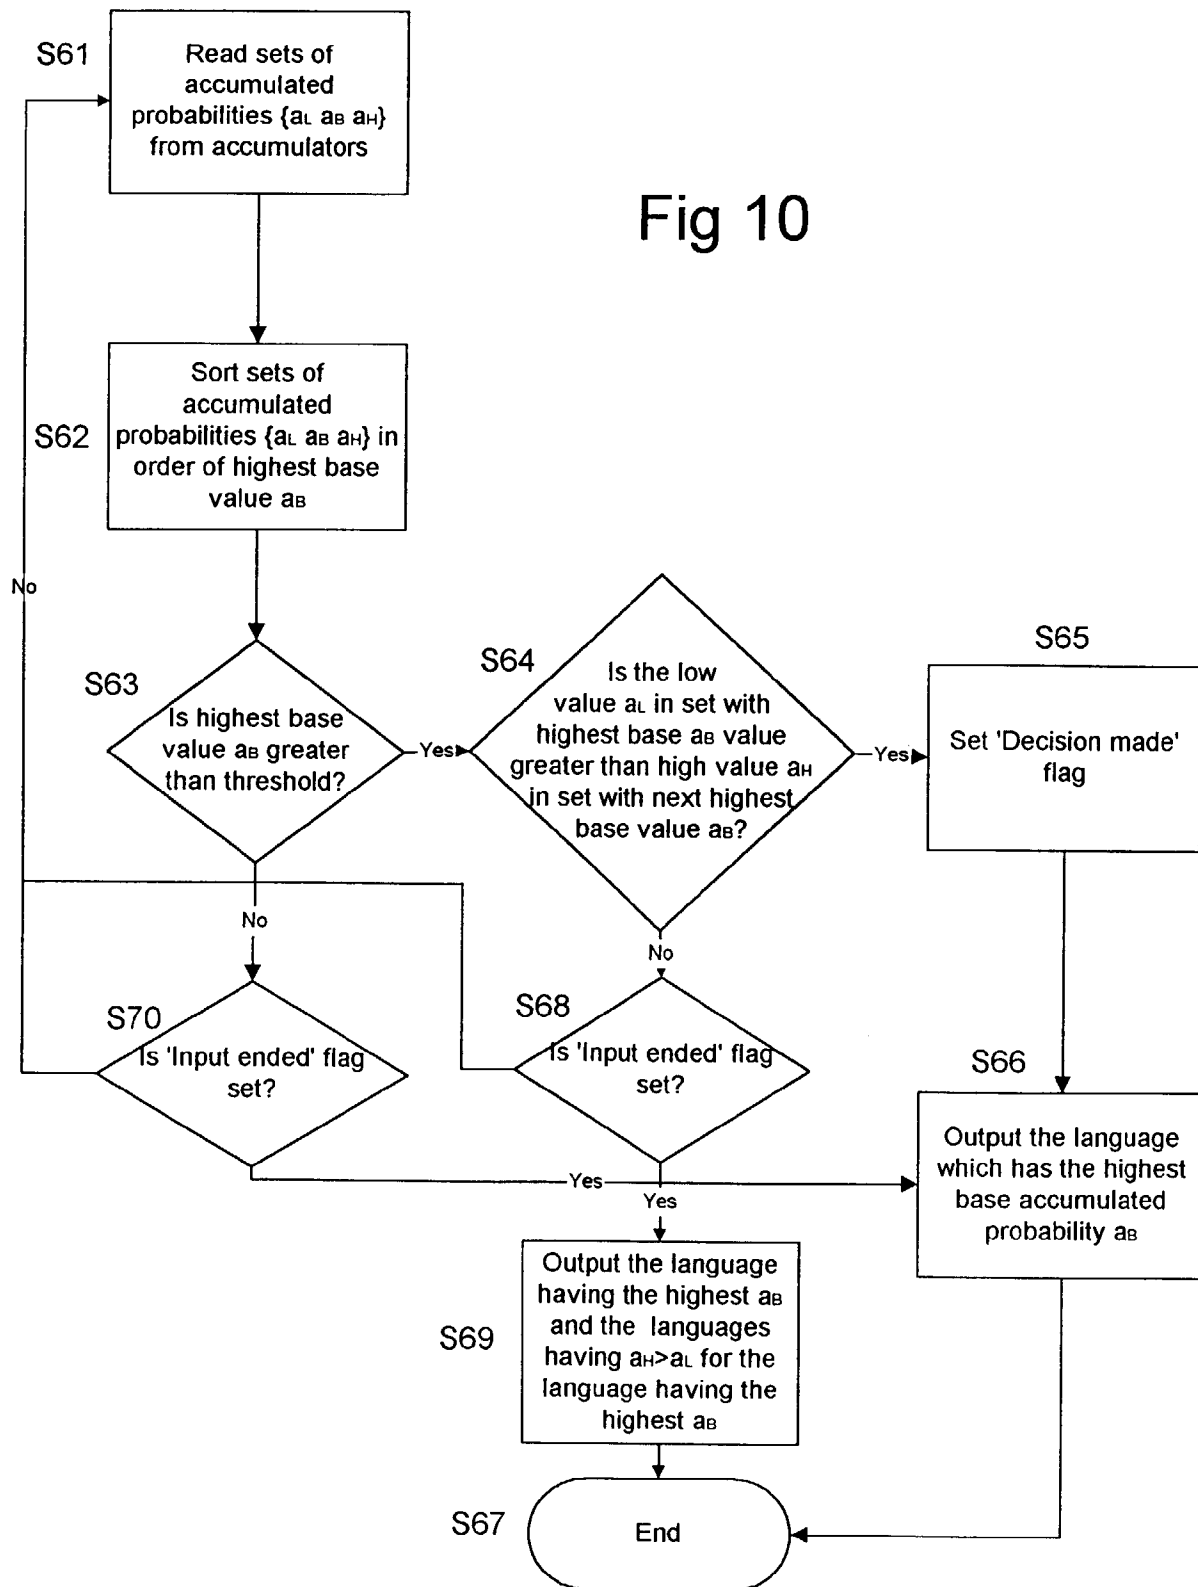 S61
Read sets of
accumulated
probabilities {aL aB aH}
from accumulators
Fig 10
S62
Sort sets of
accumulated
probabilities {aL aB aH} in
order of highest base
value aB
No
S63
Is highest base
value aB greater
than threshold?
Yes
S64
Is the low
value aL in set with
highest base aB value
greater than high value aH
in set with next highest
base value aB?
Yes
S65
Set 'Decision made'
flag
No
No
S70
Is 'Input ended' flag
set?
S68
Is 'Input ended' flag
set?
S66
Output the language
which has the highest
base accumulated
probability aB
Yes
Yes
S69
Output the language
having the highest aB
and the languages
having aH>aL for the
language having the
highest aB
S67
End